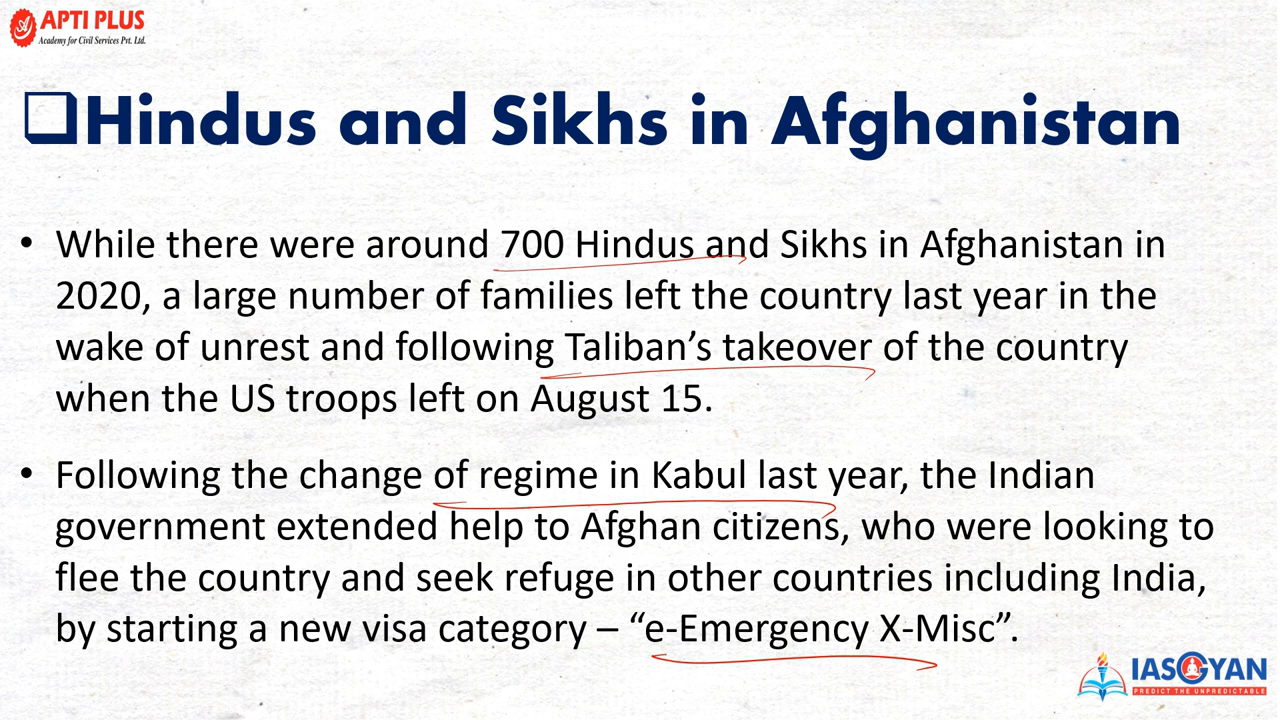 APTI PLUS
Academy for Civil Services Pvt. Ltd.
Hindus and Sikhs in Afghanistan
• While there were around 700 Hindus and Sikhs in Afghanistan in
2020, a large number of families left the country last year in the
wake of unrest and following Taliban’s takeover of the country
when the US troops left on August 15.
• Following the change of regime in Kabul last year, the Indian
government extended help to Afghan citizens, who were looking to
flee the country and seek refuge in other countries including India,
by starting a new visa category – “e-Emergency X-Misc”.
IASGYAN
PREDICT THE UNPREDICTABLE